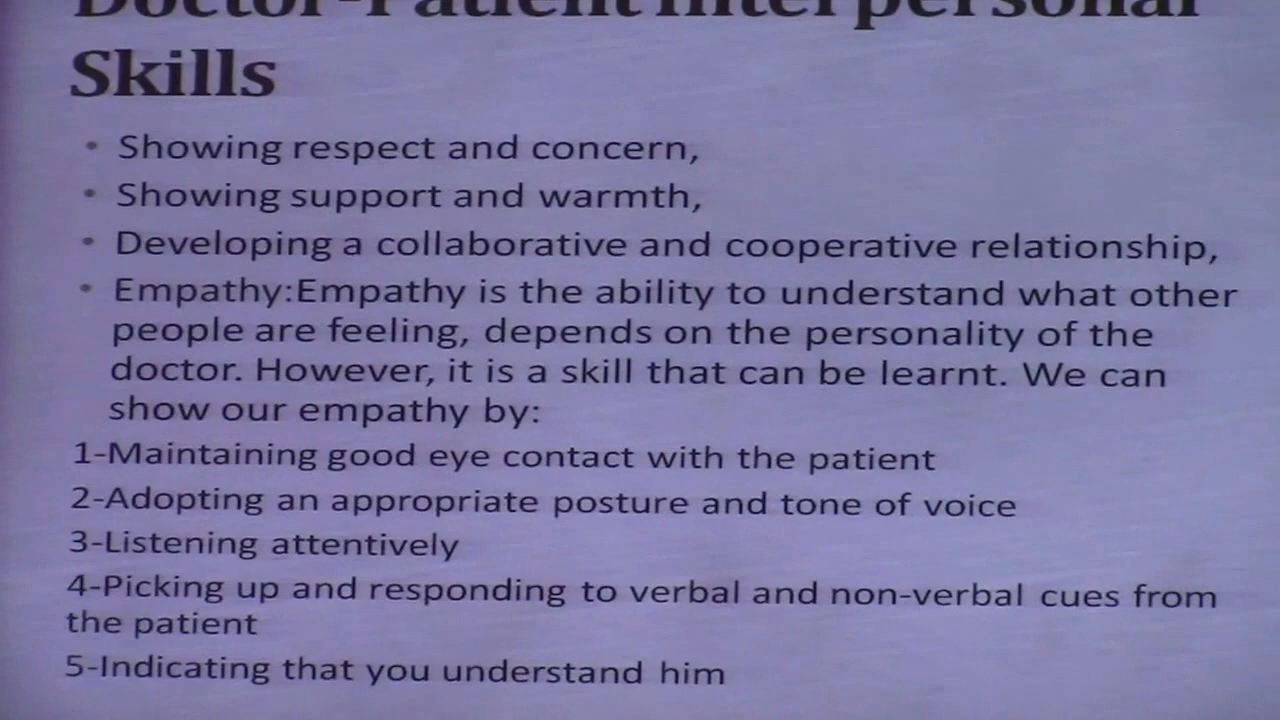 Doctor-Patient Interpersonal
Skills
• Showing respect and concern,
• Showing support and warmth,
• Developing a collaborative and cooperative relationship,
• Empathy:Empathy is the ability to understand what other
people are feeling, depends on the personality of the
doctor. However, it is a skill that can be learnt. We can
show our empathy by:
1-Maintaining good eye contact with the patient
2-Adopting an appropriate posture and tone of voice
3-Listening attentively
4-Picking up and responding to verbal and non-verbal cues from
the patient
5-Indicating that you understand him